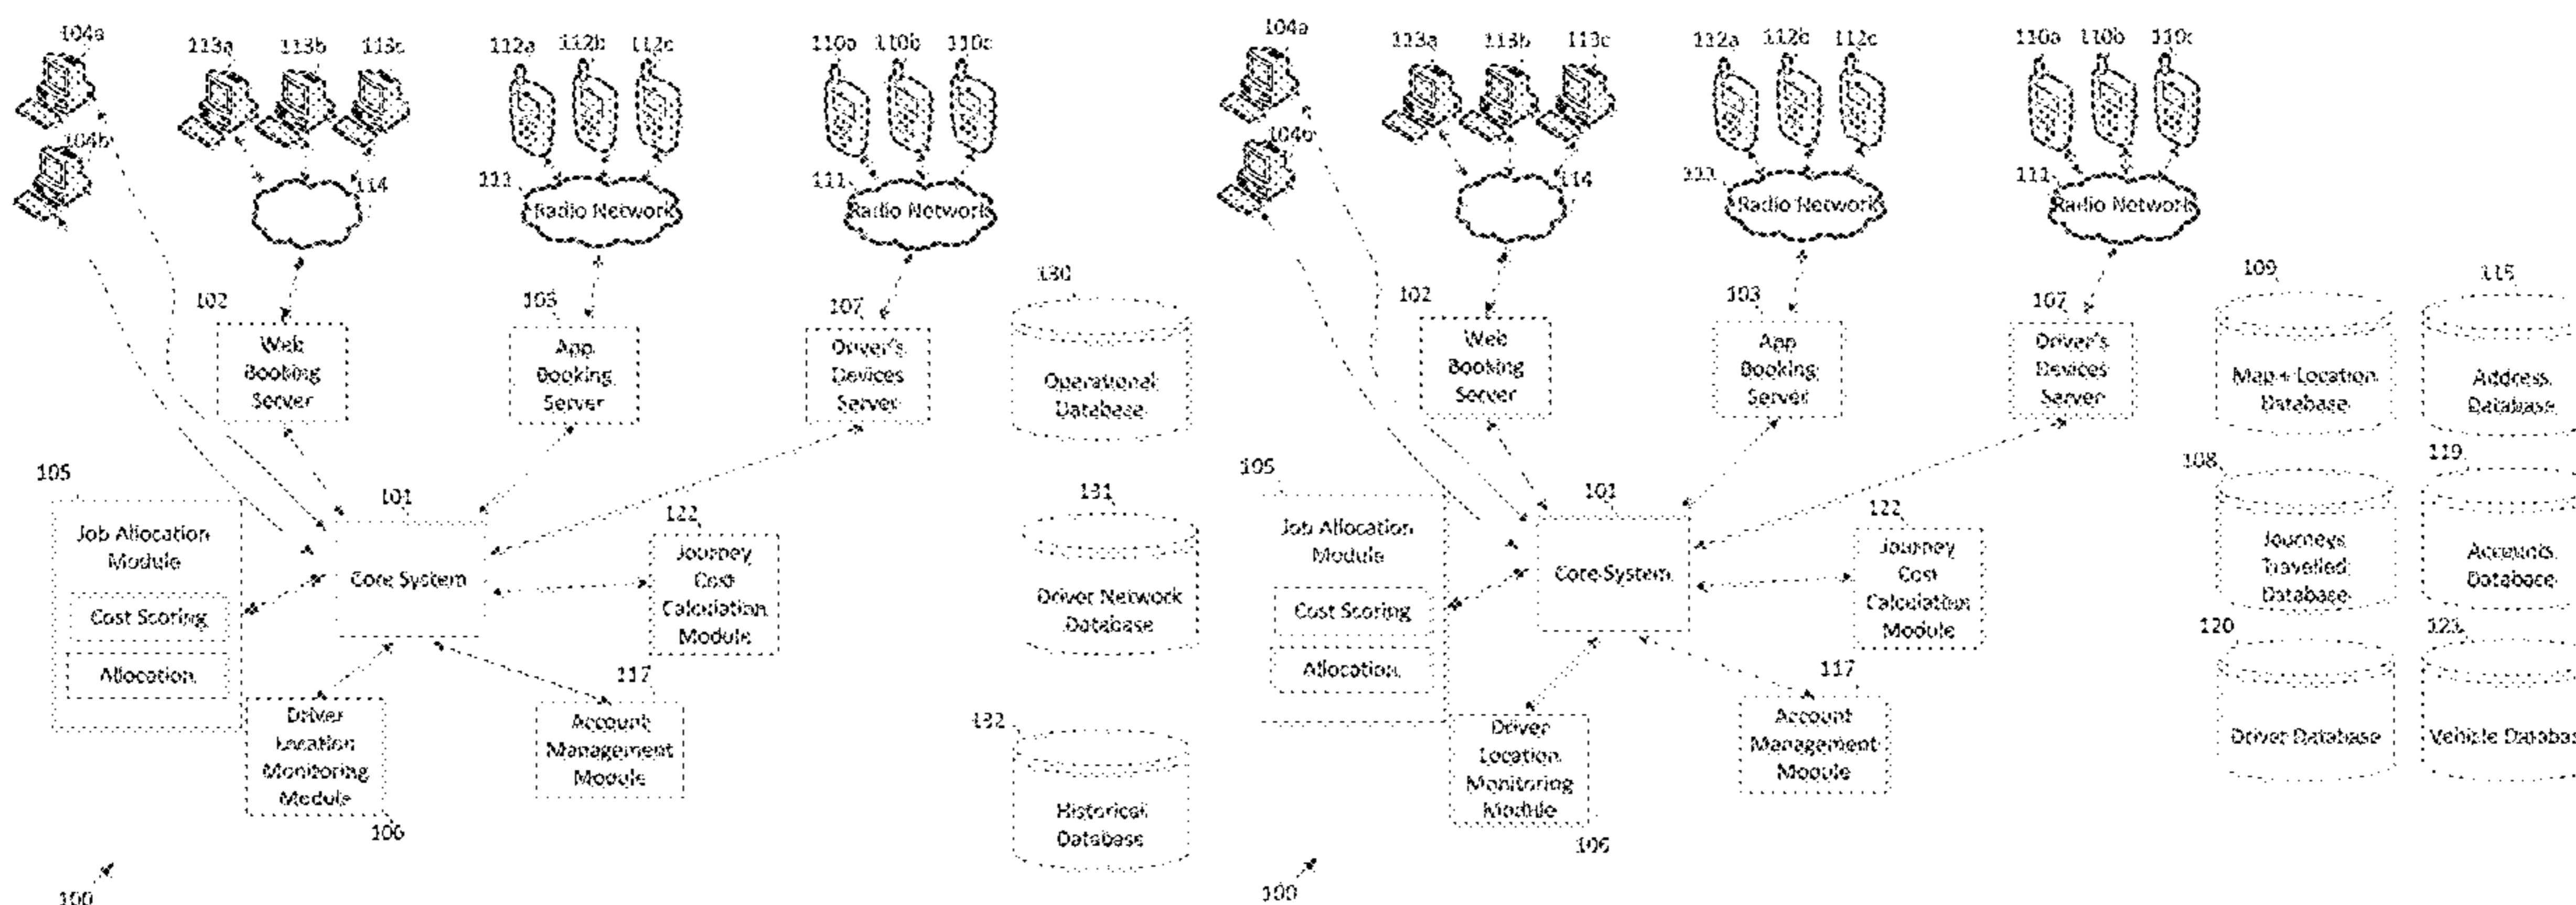 104a
113a 113b 113c
112a 112b 112c
110a 110b 110c
104b
114
111
Radio Network
111
Radio Network
102
Web
Booking
Server
103
App
Booking
Server
107
Driver's
Devices
Server
130
Operational
Database
105
Job Allocation
Module
Cost Scoring
Allocation
101
Core System
122
Journey
Cost
Calculation
Module
131
Driver Network
Database
Driver
Location
Monitoring
Module
106
117
Account
Management
Module
132
Historical
Database
100
104a
113a 113b 113c
112a 112b 112c
110a 110b 110c
104b
114
Radio Network
111
Radio Network
102
Web
Booking
Server
103
App
Booking
Server
107
Driver's
Devices
Server
109
Map + Location
Database
115
Address
Database
105
Job Allocation
Module
Cost Scoring
Allocation
101
Core System
122
Journey
Cost
Calculation
Module
108
Journeys
Travelled
Database
119
Accounts
Database
Driver
Location
Monitoring
Module
106
117
Account
Management
Module
120
Driver Database
Vehicle Databas
100